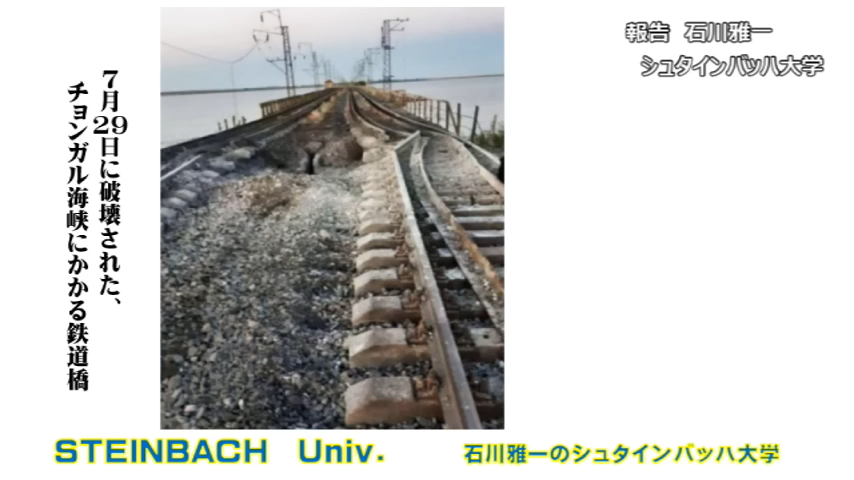 報告　石川雅一
シュタインバッハ大学
7月29日に破壊された、
チョンガル海峡にかかる鉄道橋
STEINBACH Univ.
石川雅一のシュタインバッハ大学